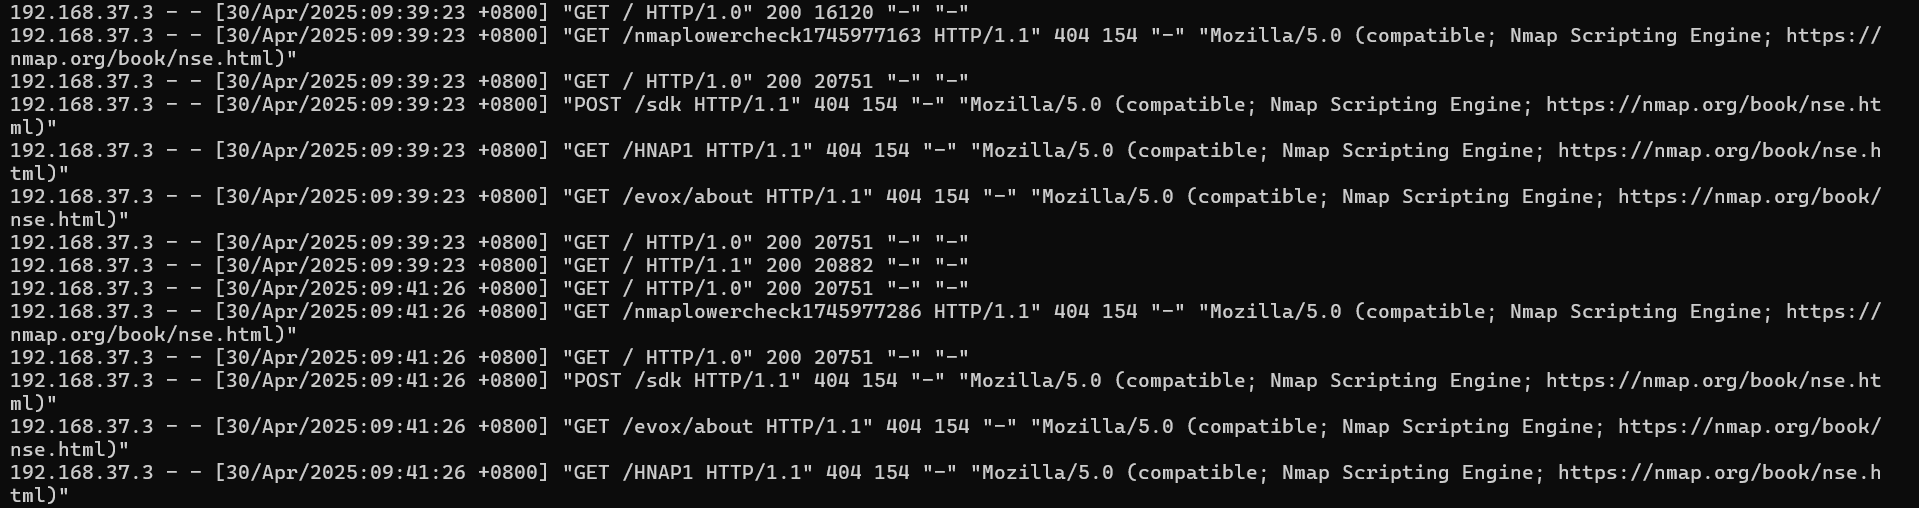 192.168.37.3 - - [30/Apr/2025:09:39:23 +0800] "GET / HTTP/1.0" 200 16120 "-" "-"
192.168.37.3 - - [30/Apr/2025:09:39:23 +0800] "GET /nmaplowercheck1745977163 HTTP/1.1" 404 154 "-" "Mozilla/5.0 (compatible; Nmap Scripting Engine; https://
nmap.org/book/nse.html)"
192.168.37.3 - - [30/Apr/2025:09:39:23 +0800] "GET / HTTP/1.0" 200 20751 "-" "-"
192.168.37.3 - - [30/Apr/2025:09:39:23 +0800] "POST /sdk HTTP/1.1" 404 154 "-" "Mozilla/5.0 (compatible; Nmap Scripting Engine; https://nmap.org/book/nse.ht
ml)"
192.168.37.3 - - [30/Apr/2025:09:39:23 +0800] "GET /HNAP1 HTTP/1.1" 404 154 "-" "Mozilla/5.0 (compatible; Nmap Scripting Engine; https://nmap.org/book/nse.h
tml)"
192.168.37.3 - - [30/Apr/2025:09:39:23 +0800] "GET /evox/about HTTP/1.1" 404 154 "-" "Mozilla/5.0 (compatible; Nmap Scripting Engine; https://nmap.org/book/
nse.html)"
192.168.37.3 - - [30/Apr/2025:09:39:23 +0800] "GET / HTTP/1.0" 200 20751 "-" "-"
192.168.37.3 - - [30/Apr/2025:09:39:23 +0800] "GET / HTTP/1.1" 200 20882 "-" "-"
192.168.37.3 - - [30/Apr/2025:09:41:26 +0800] "GET / HTTP/1.0" 200 20751 "-" "-"
192.168.37.3 - - [30/Apr/2025:09:41:26 +0800] "GET /nmaplowercheck1745977286 HTTP/1.1" 404 154 "-" "Mozilla/5.0 (compatible; Nmap Scripting Engine; https://
nmap.org/book/nse.html)"
192.168.37.3 - - [30/Apr/2025:09:41:26 +0800] "GET / HTTP/1.0" 200 20751 "-" "-"
192.168.37.3 - - [30/Apr/2025:09:41:26 +0800] "POST /sdk HTTP/1.1" 404 154 "-" "Mozilla/5.0 (compatible; Nmap Scripting Engine; https://nmap.org/book/nse.ht
ml)"
192.168.37.3 - - [30/Apr/2025:09:41:26 +0800] "GET /evox/about HTTP/1.1" 404 154 "-" "Mozilla/5.0 (compatible; Nmap Scripting Engine; https://nmap.org/book/
nse.html)"
192.168.37.3 - - [30/Apr/2025:09:41:26 +0800] "GET /HNAP1 HTTP/1.1" 404 154 "-" "Mozilla/5.0 (compatible; Nmap Scripting Engine; https://nmap.org/book/nse.h
tml)"